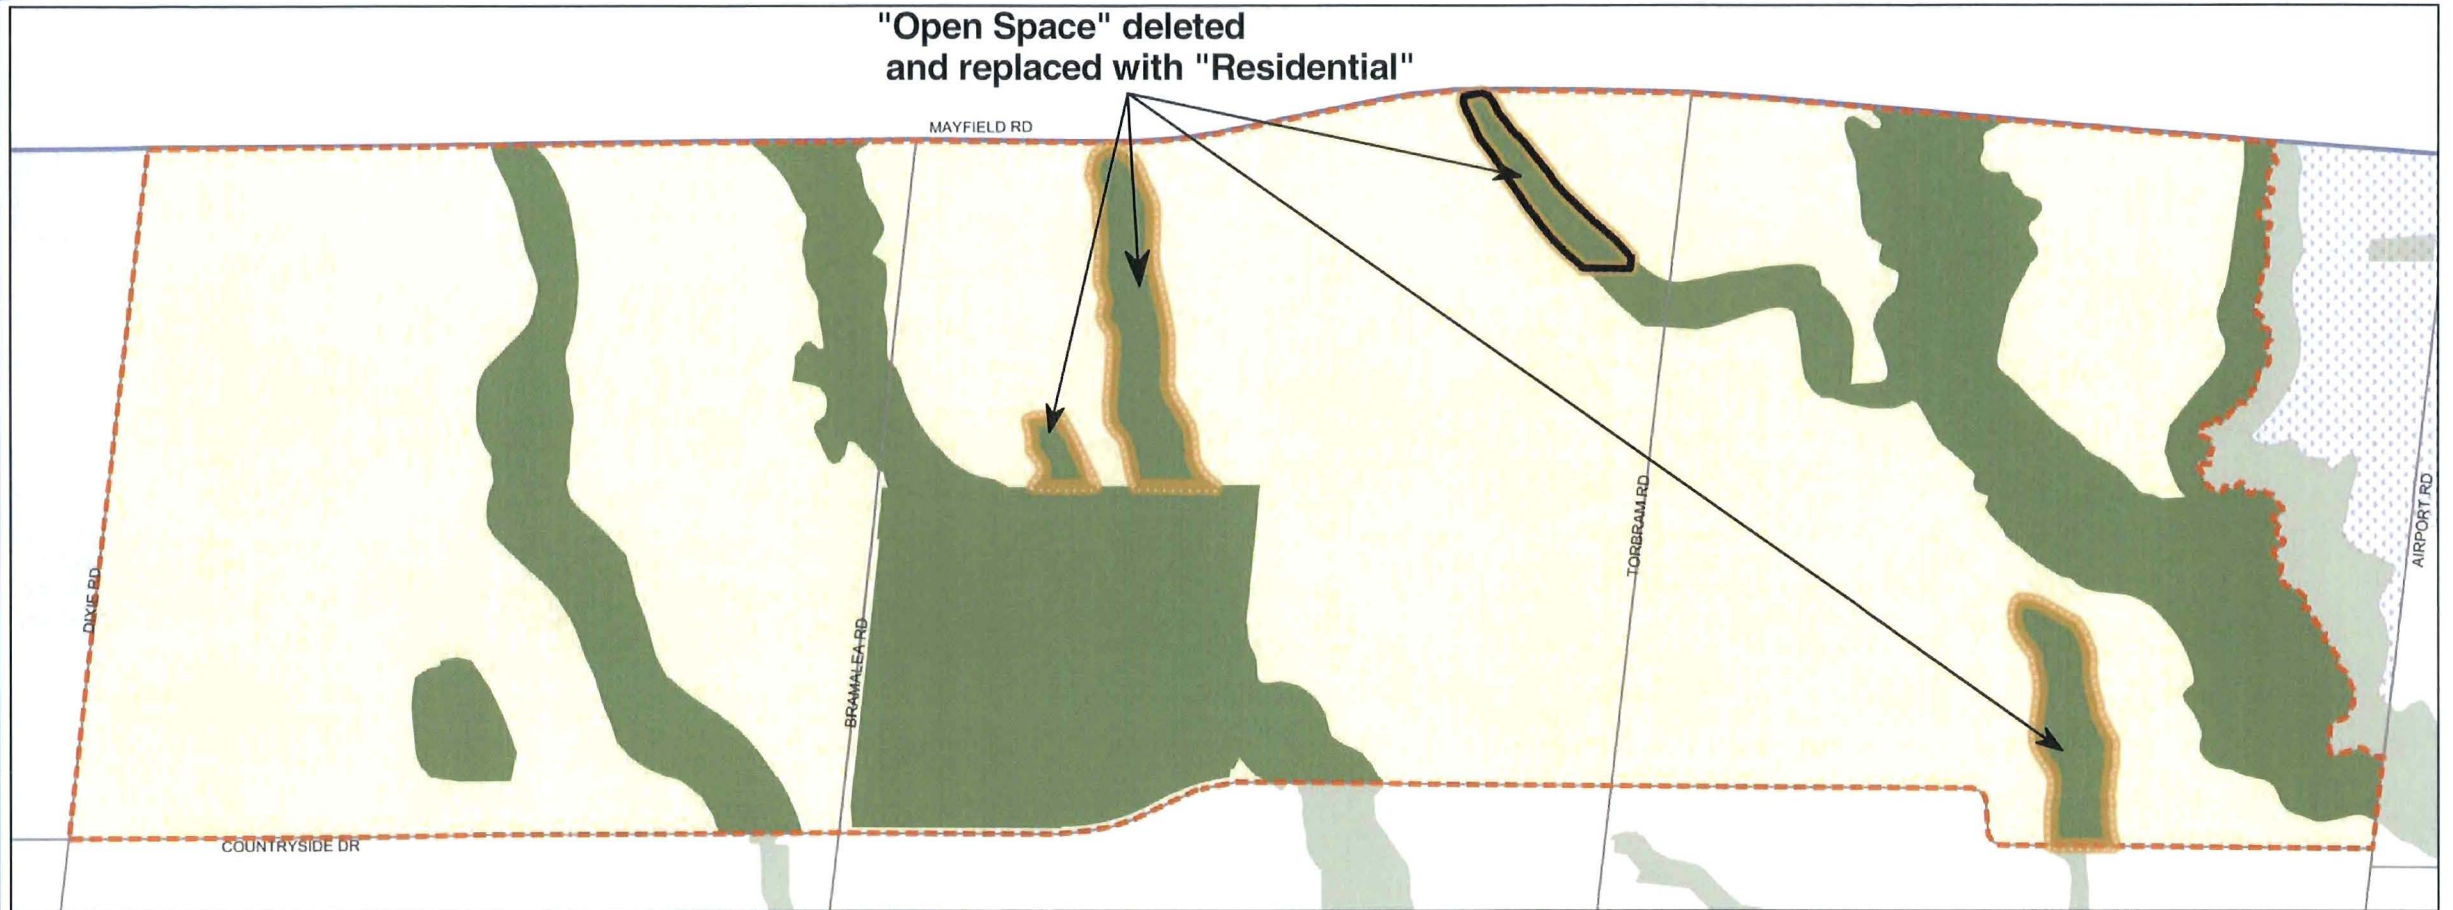 "Open Space" deleted
and replaced with "Residential"
MAYFIELD RD
DIXIE RD
BRAMALEA RD
TORBRAM RD
AIRPORT RD
COUNTRYSIDE DR